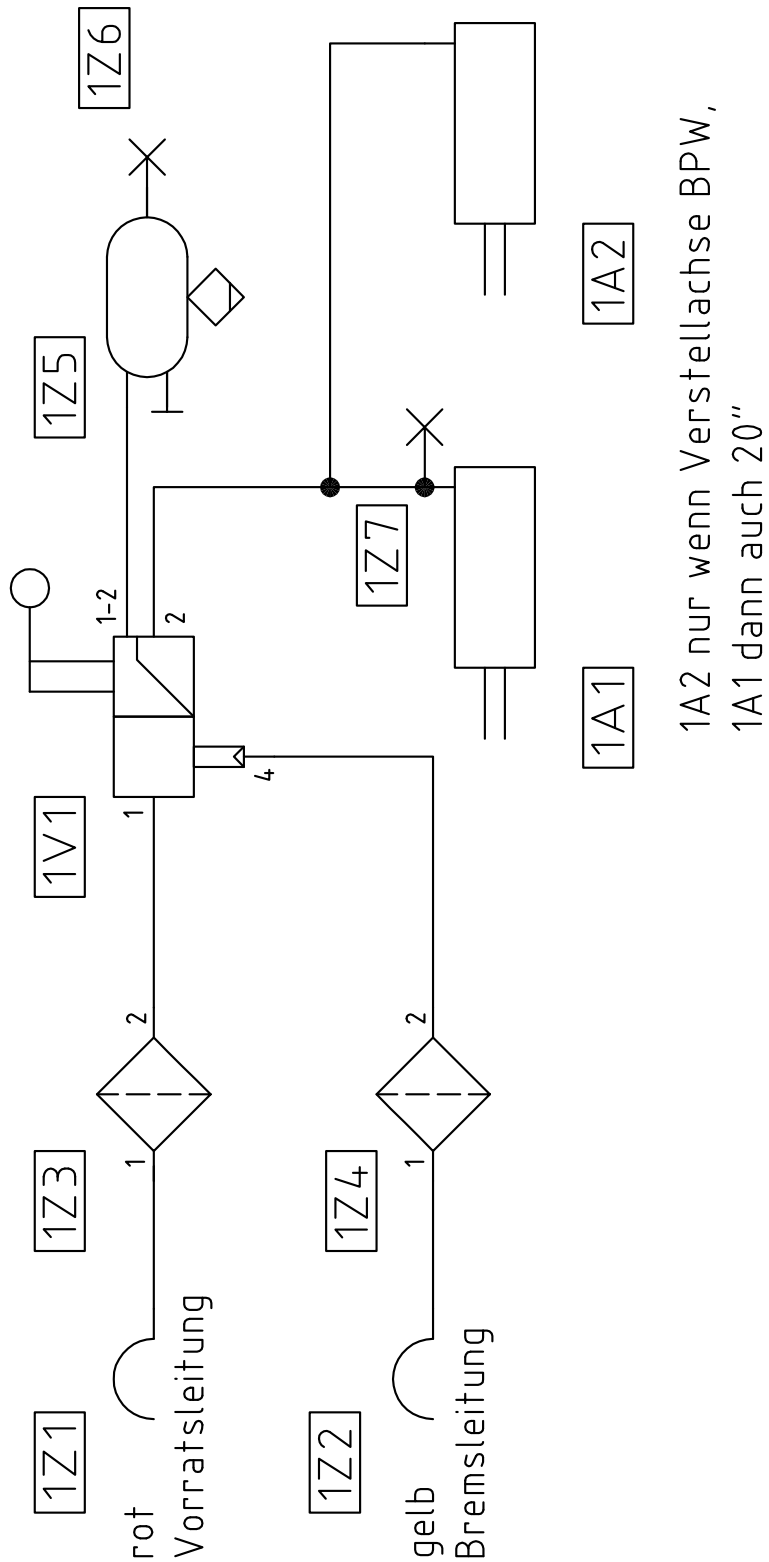 1Z1
rot
Vorratsleitung
1Z3
1
2
1V1
1
1-2
2
4
1Z5
1Z6
1Z2
gelb
Bremsleitung
1Z4
1
2
1Z7
1A1
1A2
1A2 nur wenn Verstellachse BPW,
1A1 dann auch 20"